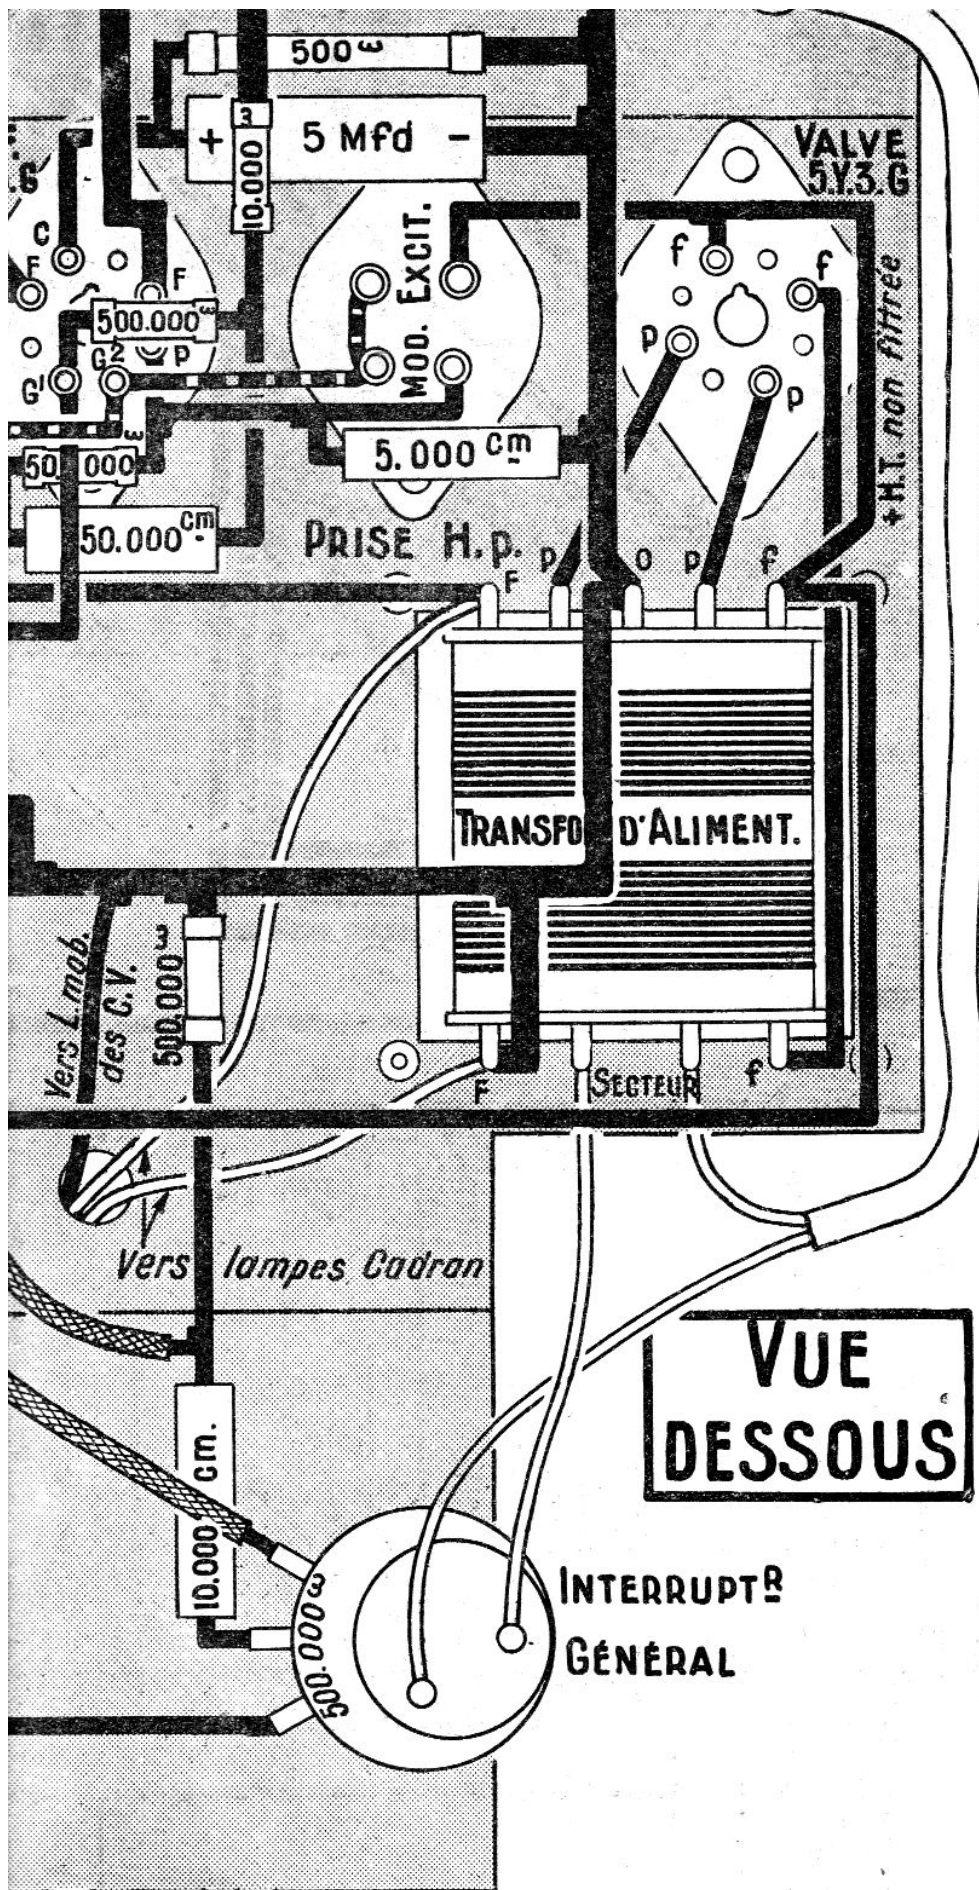 500 ω
+ 5 Mfd -
10.000 ω
VALVE
5.Y.3.G
.G
C
F
F
500.000 ω
G2
P
G1
MOD. EXCIT.
f
f
p
p
+ H.T. non filtrée
50.000 ω
5.000 cm
50.000 cm
PRISE H.p.
F
p
o
p
f
TRANSFO D'ALIMENT.
Vers L. mob.
des C.V.
500.000 ω
F
SECTEUR
f
Vers lampes Cadran
VUE
DESSOUS
10.000 cm.
500.000 ω
INTERRUPTR
GÉNÉRAL